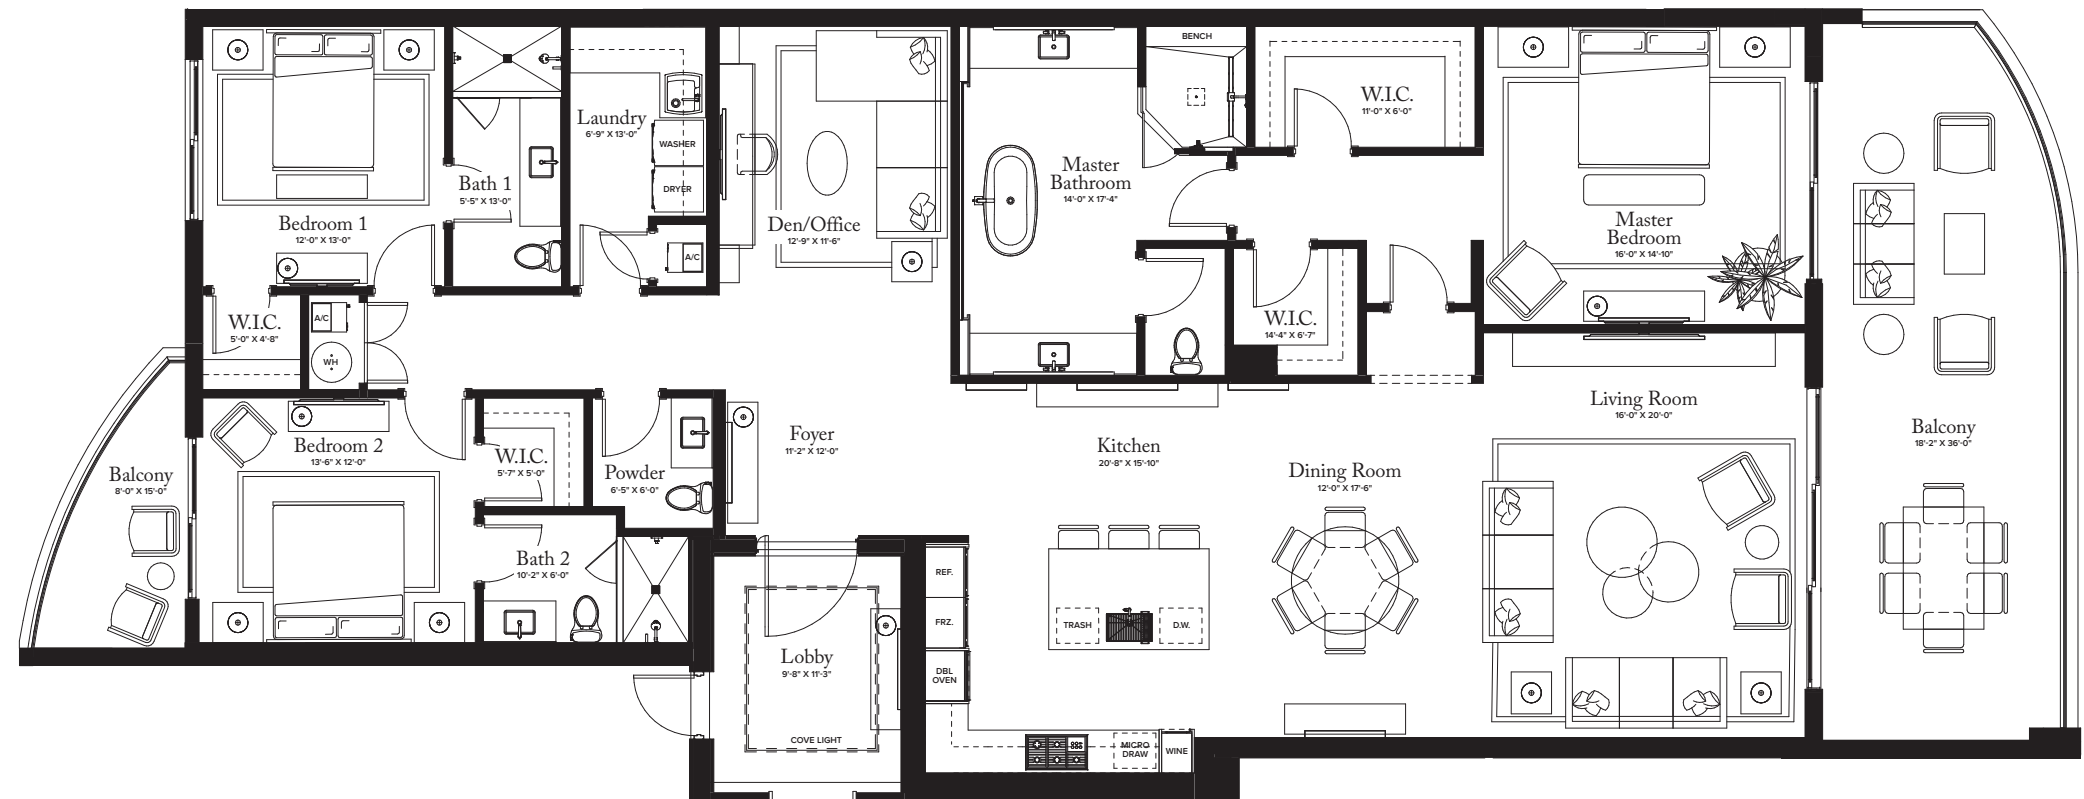 BENCH
W.I.C.
11'-0" X 6'-0"
Laundry
6'-9" X 13'-0"
WASHER
DRYER
A/C
Bath 1
5'-5" X 13'-0"
Bedroom 1
12'-0" X 13'-0"
Den/Office
12'-9" X 11'-6"
Master
Bathroom
14'-0" X 17'-4"
Master
Bedroom
16'-0" X 14'-10"
W.I.C.
5'-0" X 4'-8"
A/C
WH
W.I.C.
14'-4" X 6'-7"
Living Room
16'-0" X 20'-0"
Balcony
18'-2" X 36'-0"
Bedroom 2
13'-6" X 12'-0"
W.I.C.
5'-7" X 5'-0"
Powder
6'-5" X 6'-0"
Foyer
11'-2" X 12'-0"
Kitchen
20'-8" X 15'-10"
Dining Room
12'-0" X 17'-6"
Balcony
8'-0" X 15'-0"
Bath 2
10'-2" X 6'-0"
REF.
FRZ.
DBL
OVEN
TRASH
D.W.
Lobby
9'-8" X 11'-3"
COVE LIGHT
MICRO
DRAW
WINE